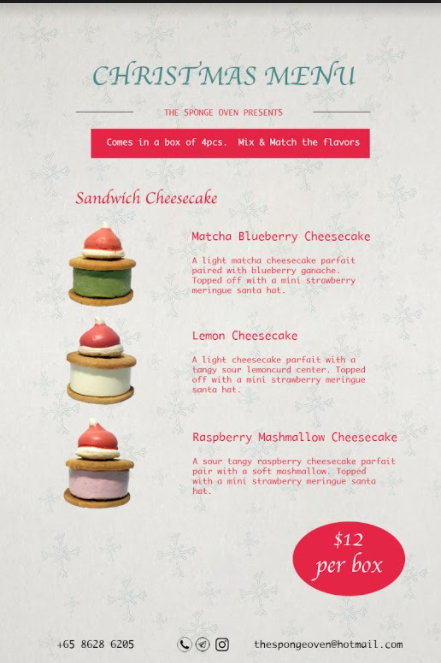 CHRISTMAS MENU
THE SPONGE OVEN PRESENTS
Comes in a box of 4pcs. Mix & Match the flavors
Sandwich Cheesecake
Matcha Blueberry Cheesecake
A light matcha cheesecake parfait
paired with blueberry ganache.
Topped off with a mini strawberry
meringue santa hat.
Lemon Cheesecake
A light cheesecake parfait with a
tangy sour lemoncurd center. Topped
off with a mini strawberry meringue
santa hat.
Raspberry Mashmallow Cheesecake
A sour tangy raspberry cheesecake parfait
pair with a soft mashmallow. Topped
with a mini strawberry meringue santa
hat.
$12
per box
+65 8628 6205
thespongeoven@hotmail.com